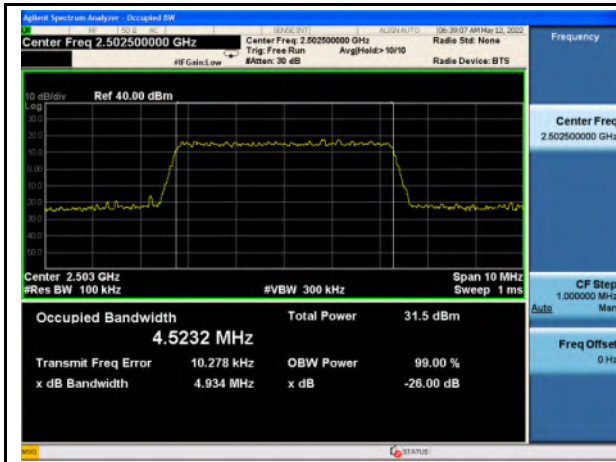 Agilent Spectrum Analyzer - Occupied BW
RF 50 Ω AC SENSE:INT ALIGN AUTO 06:39:07 AM May 12, 2022
Center Freq 2.502500000 GHz Center Freq: 2.502500000 GHz Radio Std: None Frequency
Trig: Free Run Avg|Hold:> 10/10
#IFGain:Low #Atten: 30 dB Radio Device: BTS
10 dB/div Ref 40.00 dBm
Log
30.0
20.0
10.0
0.00
-10.0
-20.0
-30.0
-40.0
-50.0
Center Freq
2.502500000 GHz
Center 2.503 GHz Span 10 MHz
#Res BW 100 kHz #VBW 300 kHz Sweep 1 ms
CF Step
1.000000 MHz
Auto Man
Occupied Bandwidth Total Power 31.5 dBm
4.5232 MHz
Freq Offset
0 Hz
Transmit Freq Error 10.278 kHz OBW Power 99.00 %
x dB Bandwidth 4.934 MHz x dB -26.00 dB
MSG STATUS